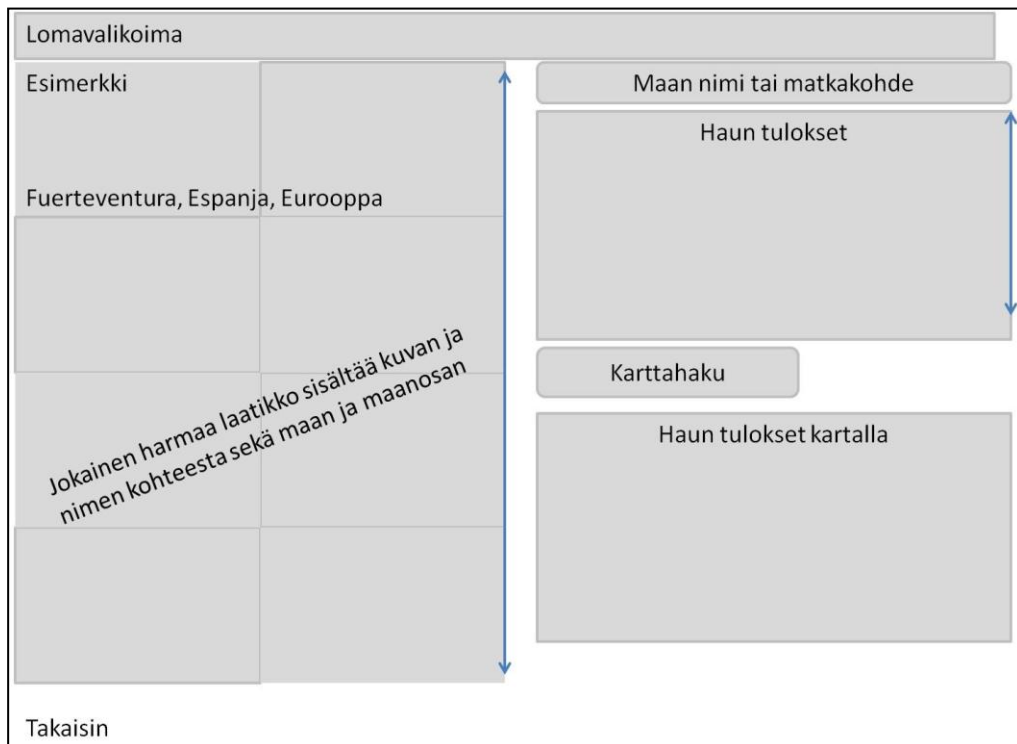 Lomavalikoima
Esimerkki
Fuerteventura, Espanja, Eurooppa
Jokainen harmaa laatikko sisältää kuvan ja
nimen kohteesta sekä maan ja maanosan
Maan nimi tai matkakohde
Haun tulokset
Karttahaku
Haun tulokset kartalla
Takaisin